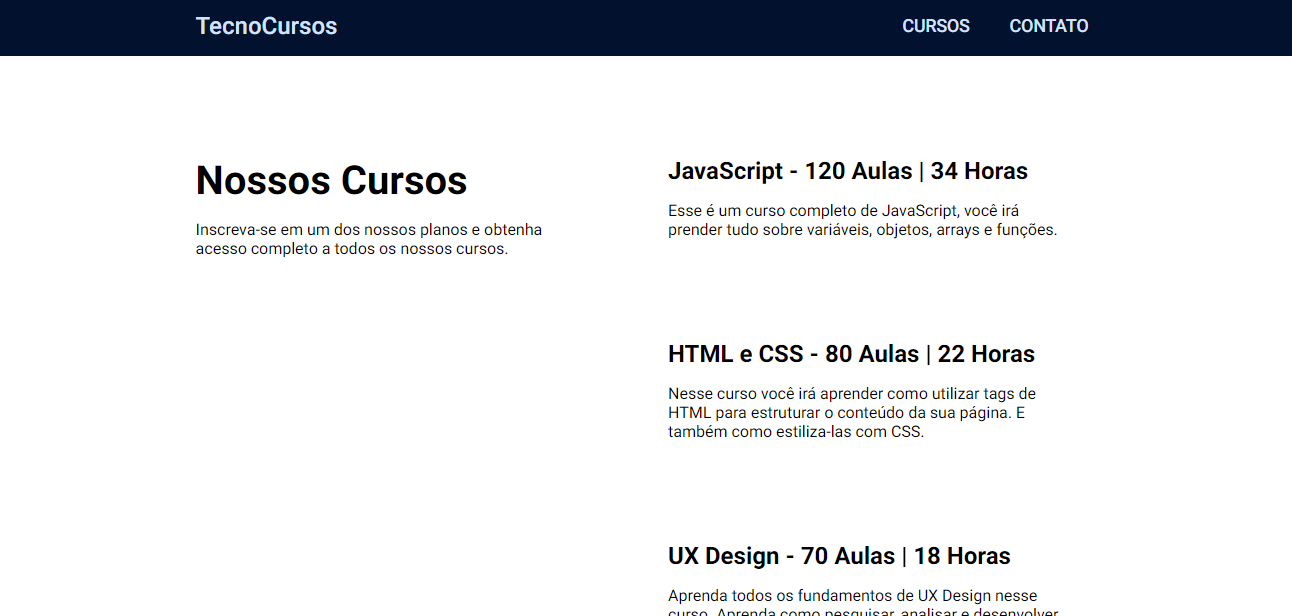 TecnoCursos
CURSOS
CONTATO
Nossos Cursos
Inscreva-se em um dos nossos planos e obtenha
acesso completo a todos os nossos cursos.
JavaScript - 120 Aulas | 34 Horas
Esse é um curso completo de JavaScript, você irá
prender tudo sobre variáveis, objetos, arrays e funções.
HTML e CSS - 80 Aulas | 22 Horas
Nesse curso você irá aprender como utilizar tags de
HTML para estruturar o conteúdo da sua página. E
também como estiliza-las com CSS.
UX Design - 70 Aulas | 18 Horas
Aprenda todos os fundamentos de UX Design nesse
curso. Aprenda como pesquisar, analisar e desenvolver